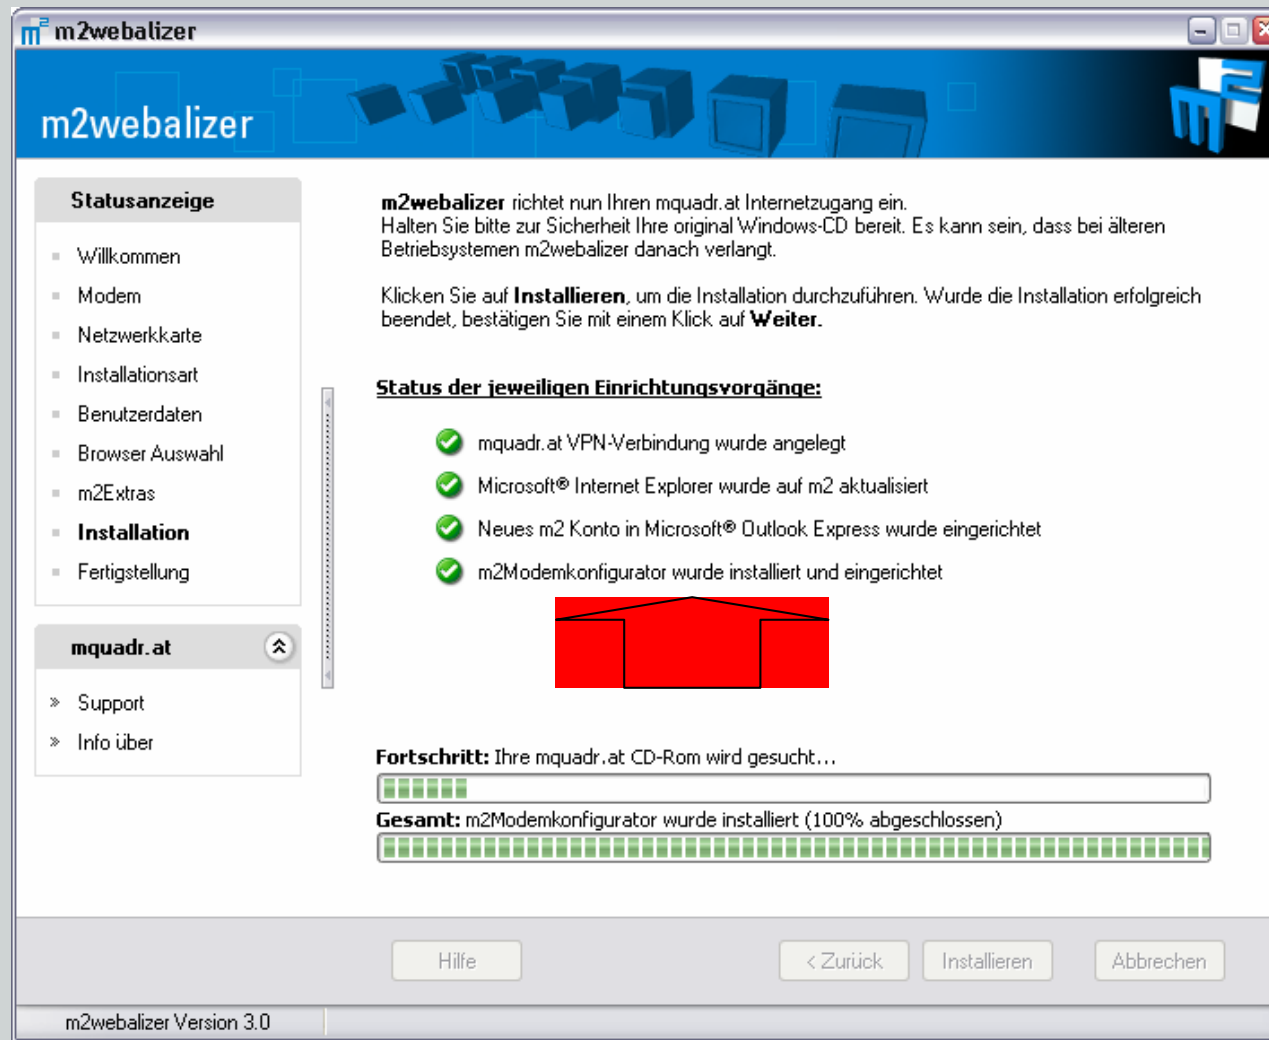 m² m2webalizer
m2webalizer
m²
Statusanzeige
Willkommen
Modem
Netzwerkkarte
Installationsart
Benutzerdaten
Browser Auswahl
m2Extras
Installation
Fertigstellung
mquadr.at
» Support
» Info über
m2webalizer richtet nun Ihren mquadr.at Internetzugang ein.
Halten Sie bitte zur Sicherheit Ihre original Windows-CD bereit. Es kann sein, dass bei älteren
Betriebsystemen m2webalizer danach verlangt.
Klicken Sie auf Installieren, um die Installation durchzuführen. Wurde die Installation erfolgreich
beendet, bestätigen Sie mit einem Klick auf Weiter.
Status der jeweiligen Einrichtungsvorgänge:
mquadr.at VPN-Verbindung wurde angelegt
Microsoft® Internet Explorer wurde auf m2 aktualisiert
Neues m2 Konto in Microsoft® Outlook Express wurde eingerichtet
m2Modemkonfigurator wurde installiert und eingerichtet
Fortschritt: Ihre mquadr.at CD-Rom wird gesucht...
Gesamt: m2Modemkonfigurator wurde installiert (100% abgeschlossen)
Hilfe
< Zurück
Installieren
Abbrechen
m2webalizer Version 3.0